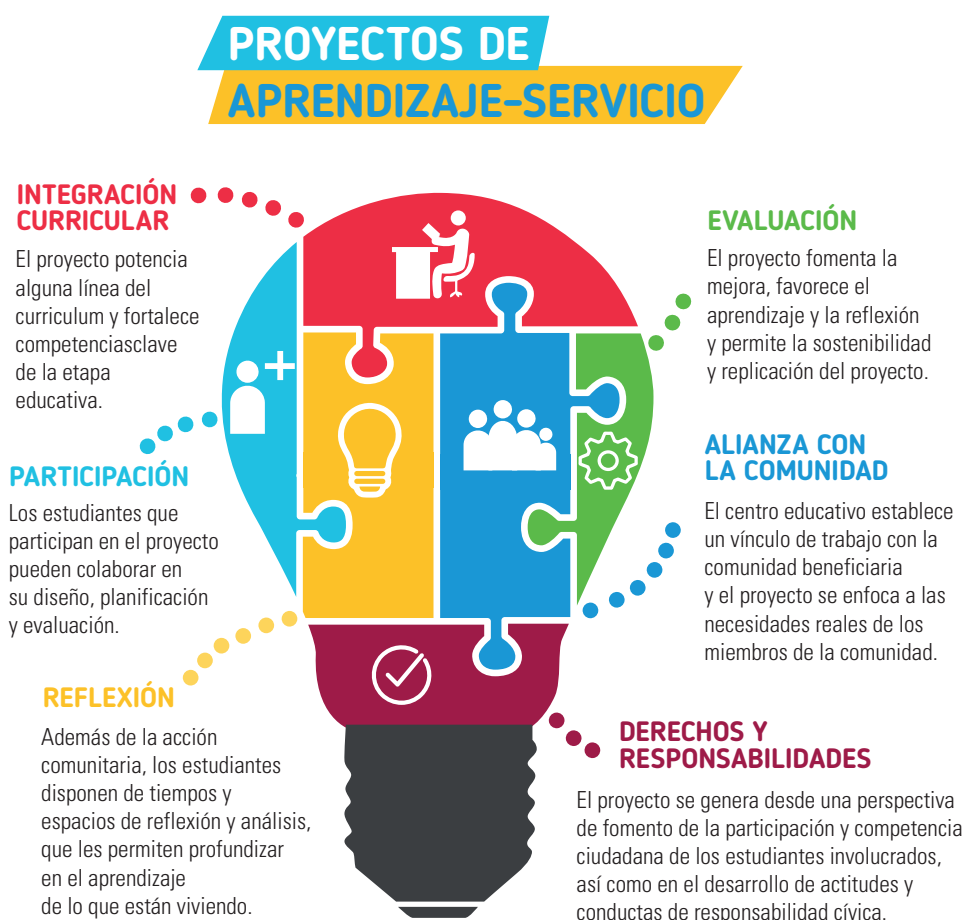 PROYECTOS DE
APRENDIZAJE-SERVICIO
INTEGRACIÓN
CURRICULAR
El proyecto potencia
alguna línea del
curriculum y fortalece
competenciasclave
de la etapa
educativa.
PARTICIPACIÓN
Los estudiantes que
participan en el proyecto
pueden colaborar en
su diseño, planificación
y evaluación.
REFLEXIÓN
Además de la acción
comunitaria, los estudiantes
disponen de tiempos y
espacios de reflexión y análisis,
que les permiten profundizar
en el aprendizaje
de lo que están viviendo.
EVALUACIÓN
El proyecto fomenta la
mejora, favorece el
aprendizaje y la reflexión
y permite la sostenibilidad
y replicación del proyecto.
ALIANZA CON
LA COMUNIDAD
El centro educativo establece
un vínculo de trabajo con la
comunidad beneficiaria
y el proyecto se enfoca a las
necesidades reales de los
miembros de la comunidad.
DERECHOS Y
RESPONSABILIDADES
El proyecto se genera desde una perspectiva
de fomento de la participación y competencia
ciudadana de los estudiantes involucrados,
así como en el desarrollo de actitudes y
conductas de responsabilidad cívica.